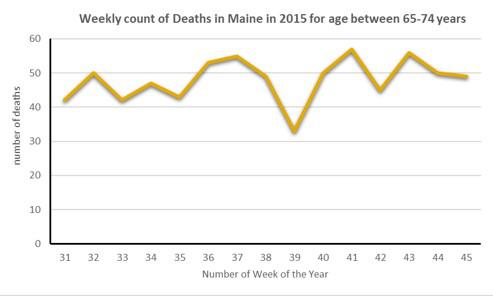 Weekly count of Deaths in Maine in 2015 for age between 65-74 years
60
50
40
30
20
10
0
number of deaths
31 32 33 34 35 36 37 38 39 40 41 42 43 44 45
Number of Week of the Year